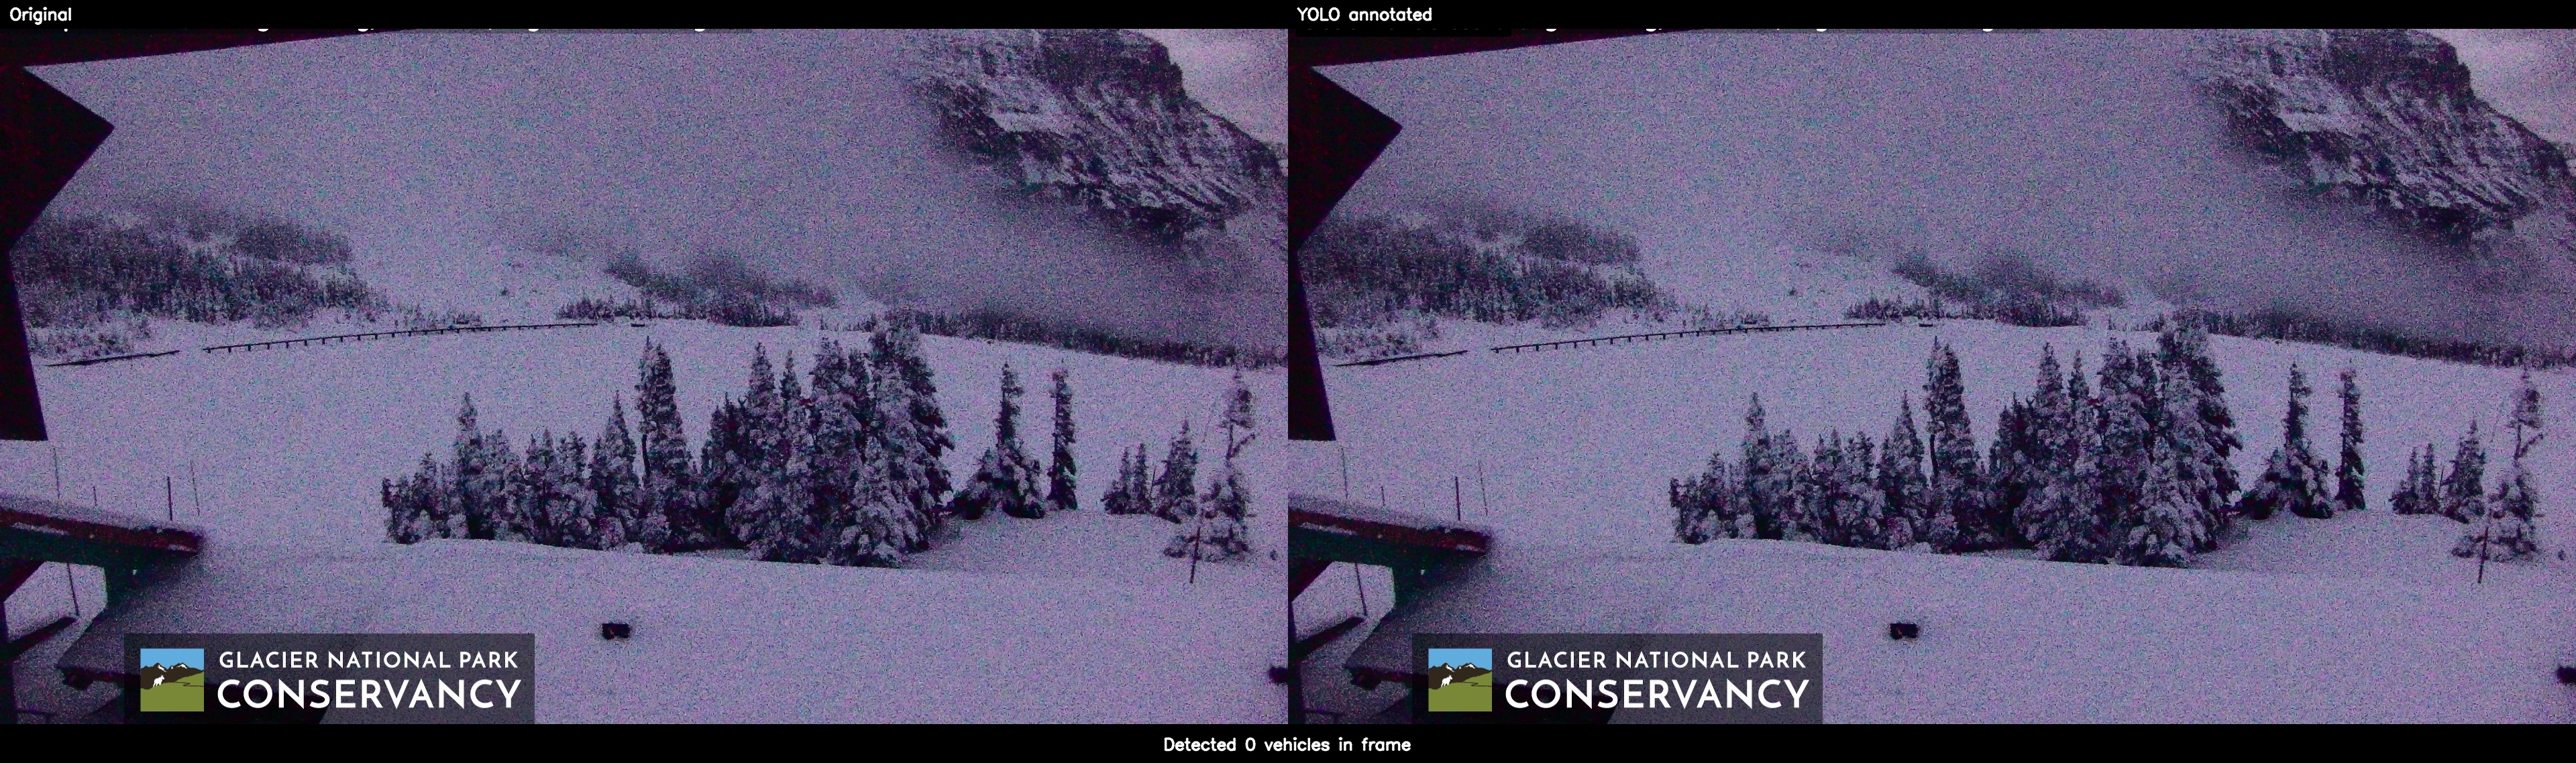 Original
YOLO annotated
GLACIER NATIONAL PARK
CONSERVANCY
GLACIER NATIONAL PARK
CONSERVANCY
Detected 0 vehicles in frame